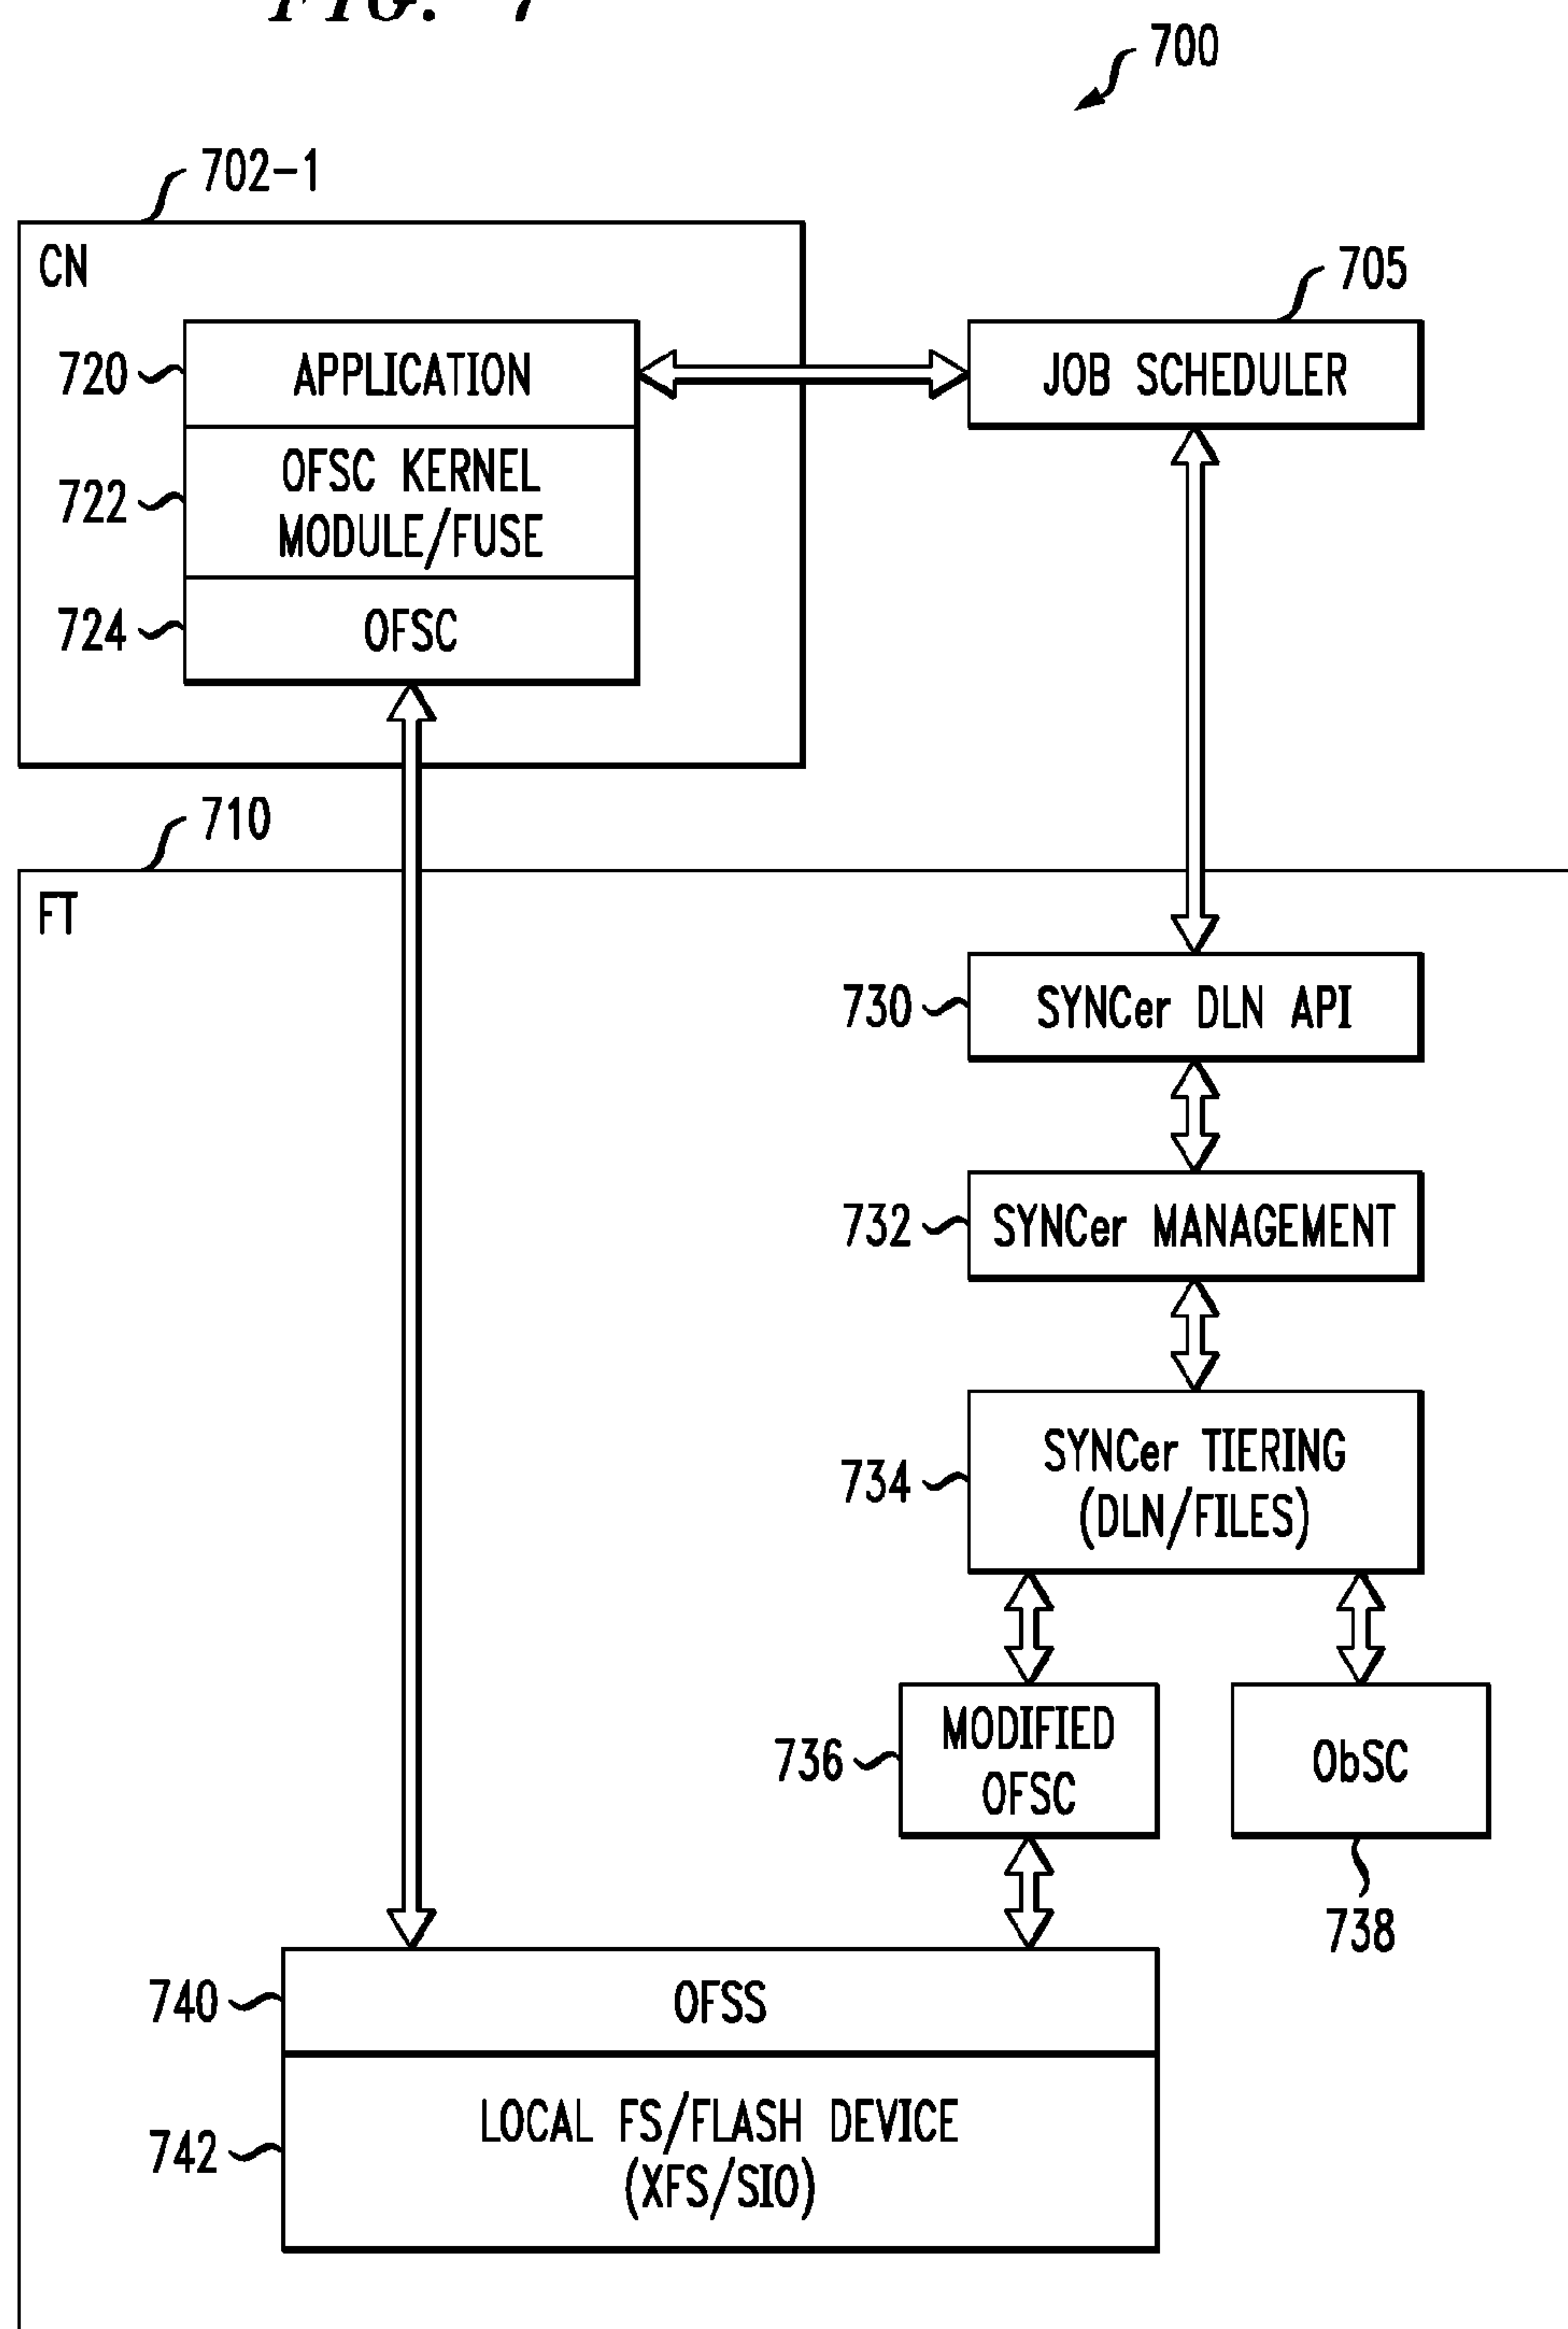 FIG. 7
700
702-1
CN
705
720
APPLICATION
JOB SCHEDULER
722
OFSC KERNEL
MODULE/FUSE
724
OFSC
710
FT
730
SYNCer DLN API
732
SYNCer MANAGEMENT
734
SYNCer TIERING
(DLN/FILES)
736
MODIFIED
OFSC
ObSC
738
740
OFSS
742
LOCAL FS/FLASH DEVICE
(XFS/SIO)